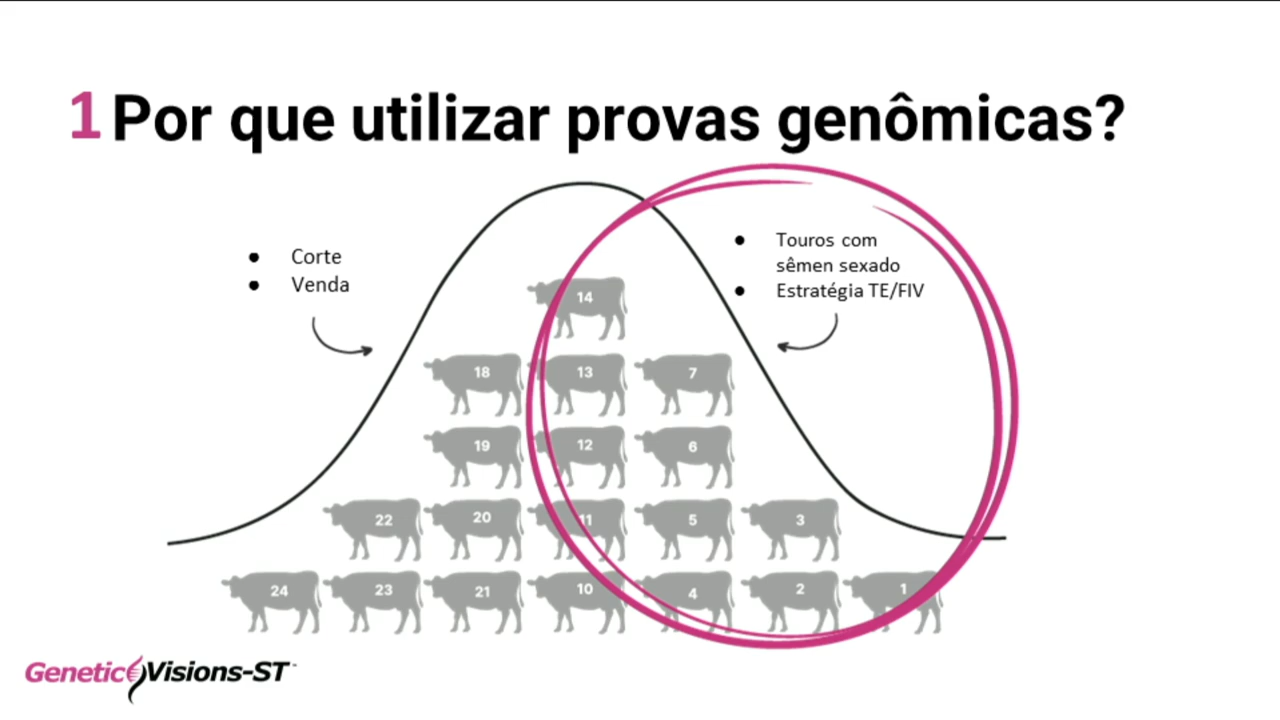 1 Por que utilizar provas genômicas?
● Corte
● Venda
● Touros com
sêmen sexado
● Estratégia TE/FIV
14
18 13 7
19 12 6
22 20 11 5 3
24 23 21 10 4 2 1
GeneticVisions-ST™